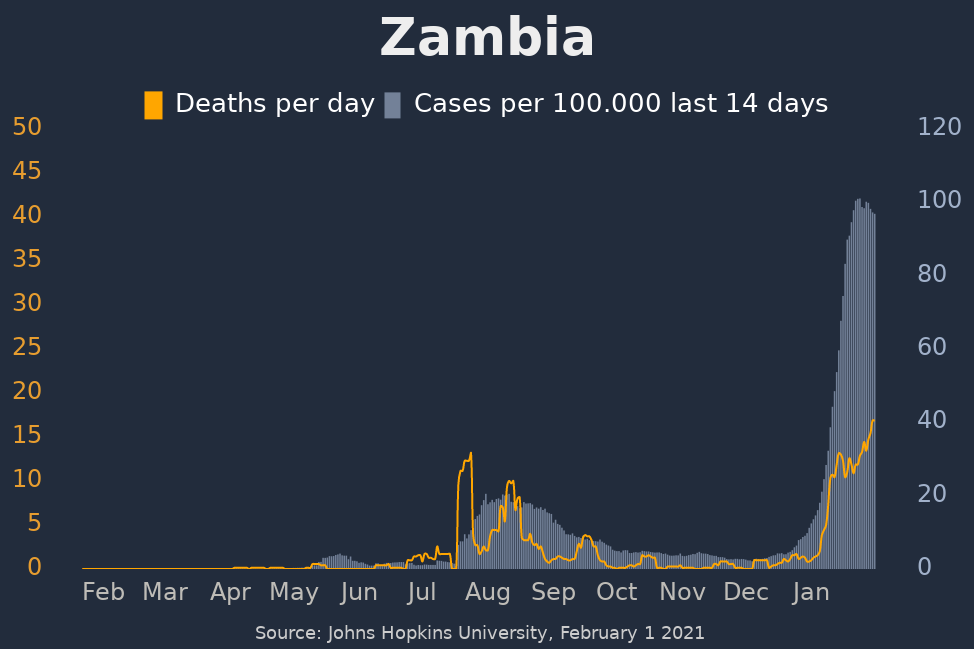 Zambia
Deaths per day Cases per 100.000 last 14 days
50 120
45
40 100
35
30 80
25
20 60
15 40
10
5 20
0 0
Feb Mar Apr May Jun Jul Aug Sep Oct Nov Dec Jan
Source: Johns Hopkins University, February 1 2021